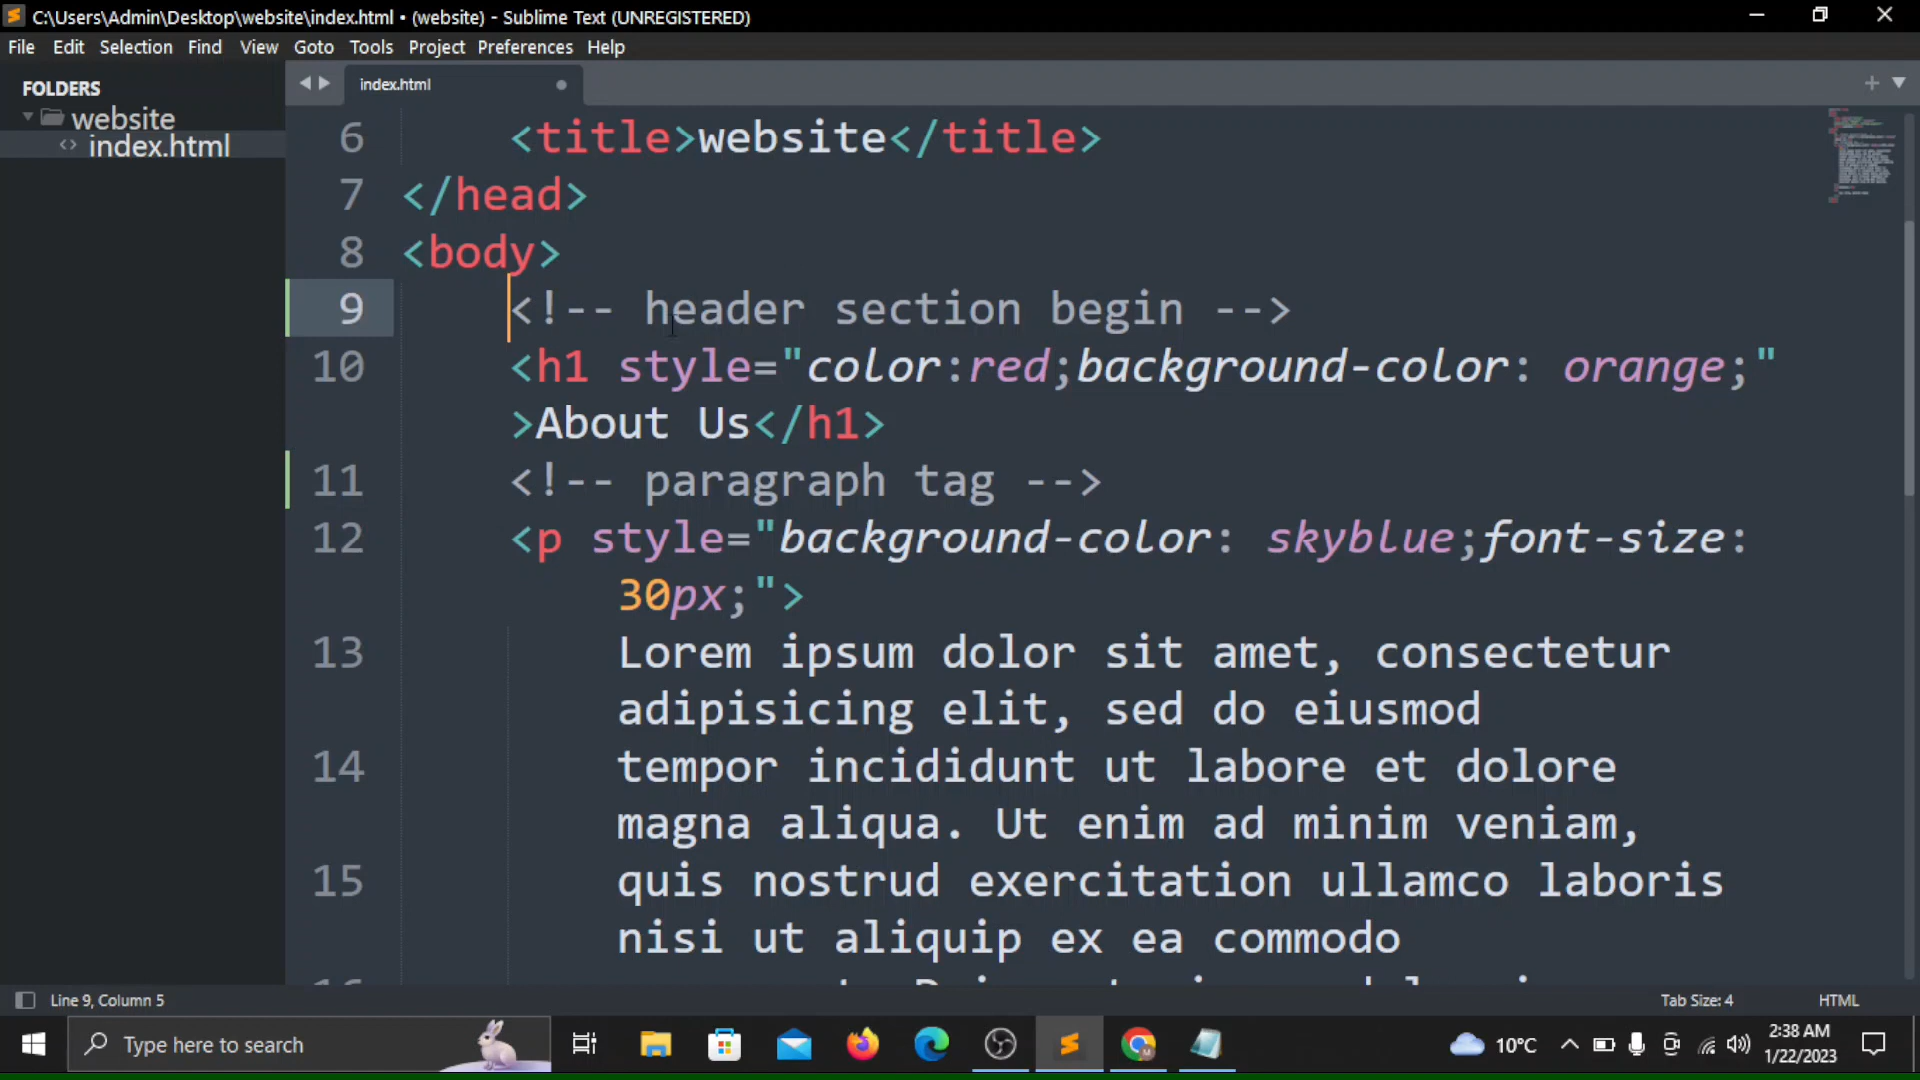 C:\Users\Admin\Desktop\website\index.html • (website) - Sublime Text (UNREGISTERED)
File Edit Selection Find View Goto Tools Project Preferences Help
FOLDERS
website
index.html
index.html
6 <title>website</title>
7 </head>
8 <body>
9 <!-- header section begin -->
10 <h1 style="color:red;background-color: orange;"
>About Us</h1>
11 <!-- paragraph tag -->
12 <p style="background-color: skyblue;font-size:
30px;">
13 Lorem ipsum dolor sit amet, consectetur
adipisicing elit, sed do eiusmod
14 tempor incididunt ut labore et dolore
magna aliqua. Ut enim ad minim veniam,
15 quis nostrud exercitation ullamco laboris
nisi ut aliquip ex ea commodo
Line 9, Column 5
Tab Size: 4
HTML
Type here to search
10°C
2:38 AM
1/22/2023